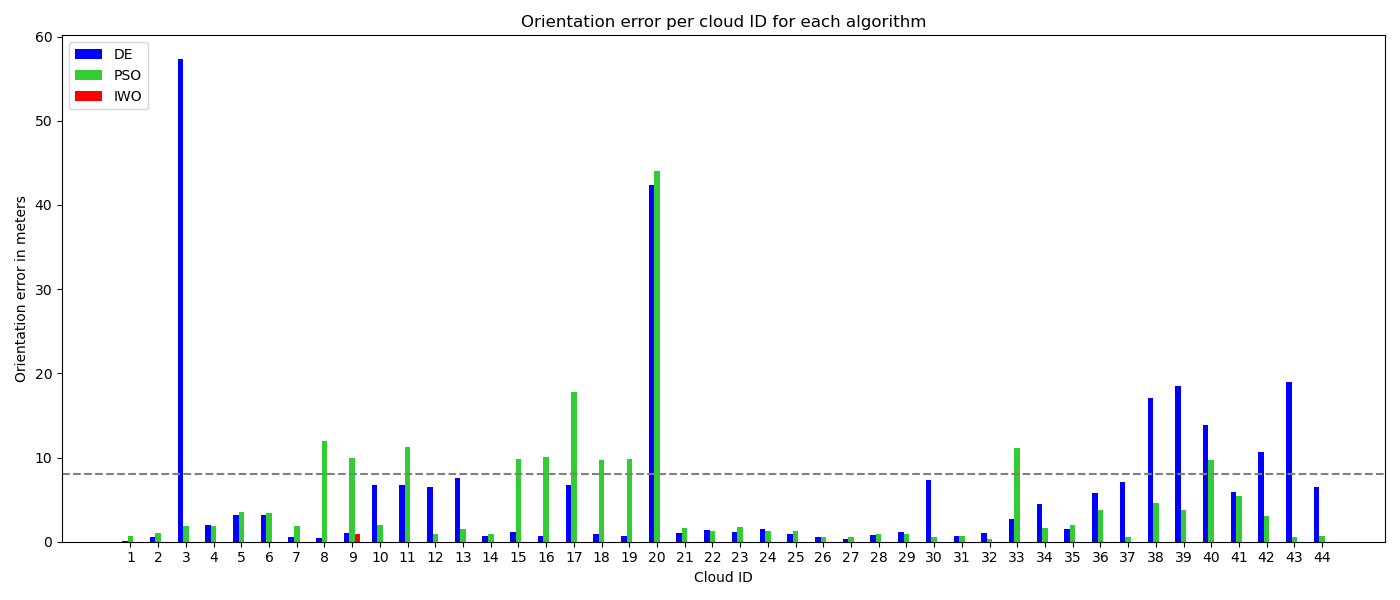 Orientation error per cloud ID for each algorithm
60
50
40
30
20
10
0
Orientation error in meters
DE
PSO
IWO
1 2 3 4 5 6 7 8 9 10 11 12 13 14 15 16 17 18 19 20 21 22 23 24 25 26 27 28 29 30 31 32 33 34 35 36 37 38 39 40 41 42 43 44
Cloud ID